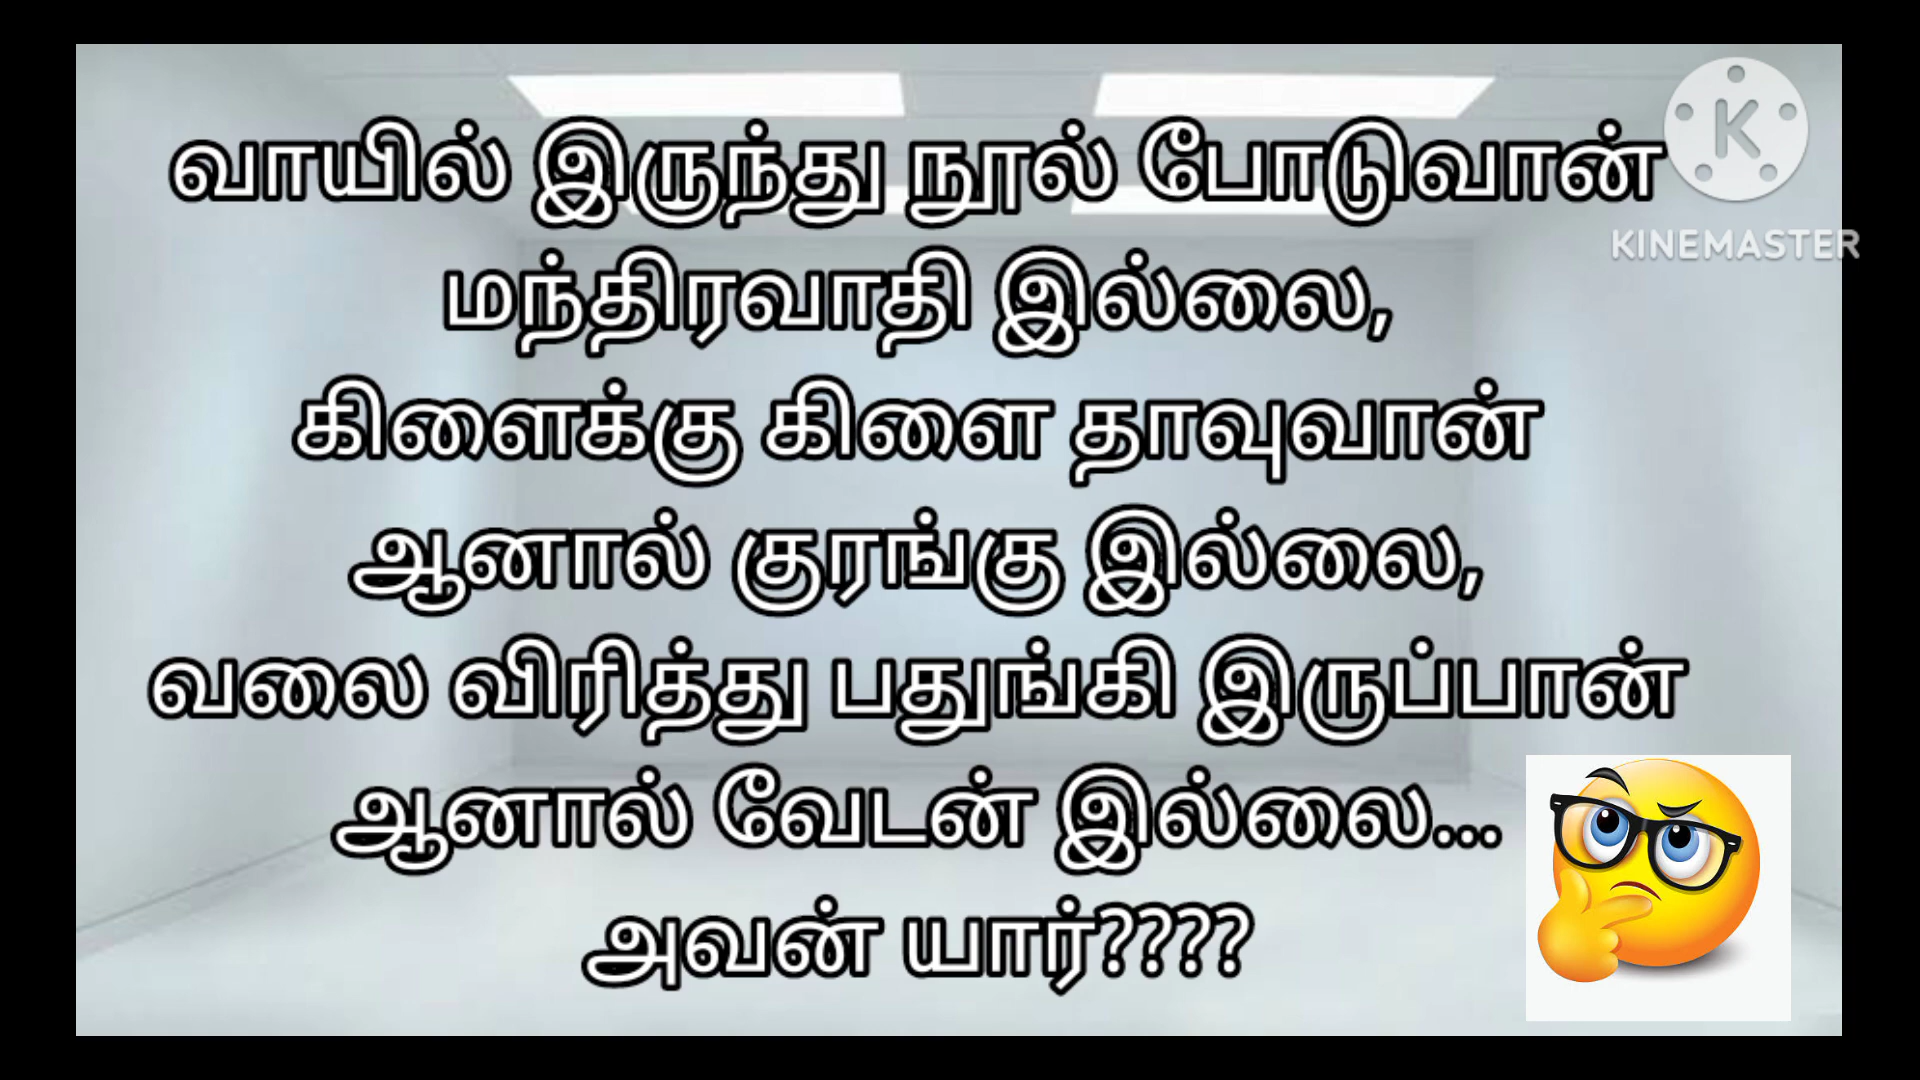 வாயில் இருந்து நூல் போடுவான்
மந்திரவாதி இல்லை,
கிளைக்கு கிளை தாவுவான்
ஆனால் குரங்கு இல்லை,
வலை விரித்து பதுங்கி இருப்பான்
ஆனால் வேடன் இல்லை...
அவன் யார்????
K
KINEMASTER